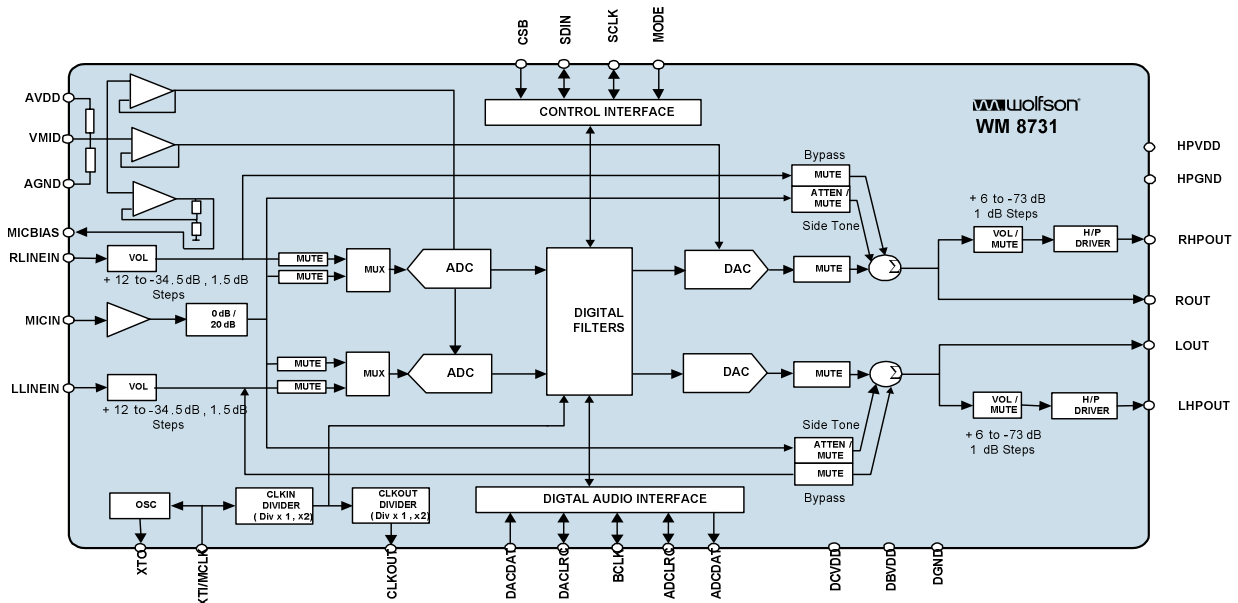 CSB
SDIN
SCLK
MODE
AVDD
VMID
AGND
MICBIAS
RLINEIN
MICIN
LLINEIN
CONTROL INTERFACE
wolfson
WM 8731
HPVDD
HPGND
RHPOUT
ROUT
LOUT
LHPOUT
Bypass
MUTE
ATTEN /
MUTE
Side Tone
+ 6 to -73 dB
1 dB Steps
VOL /
MUTE
H/P
DRIVER
VOL
+ 12 to -34.5 dB , 1.5 dB
Steps
MUTE
MUTE
MUX
ADC
DAC
MUTE
Σ
0 dB /
20 dB
DIGITAL
FILTERS
MUTE
MUTE
MUX
ADC
DAC
MUTE
Σ
VOL
+ 12 to -34.5 dB , 1.5 dB
Steps
VOL /
MUTE
H/P
DRIVER
+ 6 to -73 dB
1 dB Steps
Side Tone
ATTEN /
MUTE
MUTE
Bypass
OSC
CLKIN
DIVIDER
( Div x 1 , x2)
CLKOUT
DIVIDER
( Div x 1 , x2)
DIGTAL AUDIO INTERFACE
XTO
XTI/MCLK
CLKOUT
DACDAT
DACLRC
BCLK
ADCLRC
ADCDAT
DCVDD
DBVDD
DGND